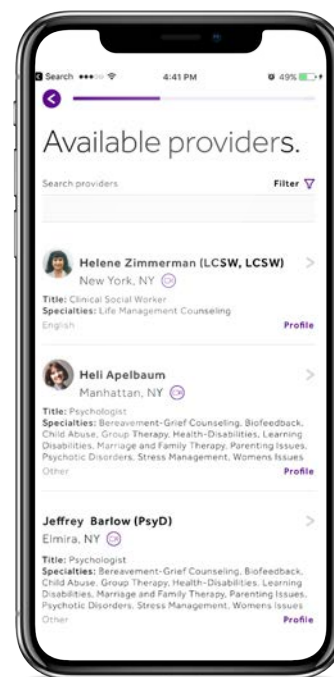 Search
4:41 PM
49%
Available providers.
Search providers
Filter
Helene Zimmerman (LCSW, LCSW)
New York, NY
Title: Clinical Social Worker
Specialties: Life Management Counseling
English
Profile
Heli Apelbaum
Manhattan, NY
Title: Psychologist
Specialties: Bereavement-Grief Counseling, Biofeedback,
Child Abuse, Group Therapy, Health-Disabilities, Learning
Disabilities, Marriage and Family Therapy, Parenting Issues,
Psychotic Disorders, Stress Management, Womens Issues
Other
Profile
Jeffrey Barlow (PsyD)
Elmira, NY
Title: Psychologist
Specialties: Bereavement-Grief Counseling, Biofeedback,
Child Abuse, Group Therapy, Health-Disabilities, Learning
Disabilities, Marriage and Family Therapy, Parenting Issues,
Psychotic Disorders, Stress Management, Womens Issues
Other
Profile